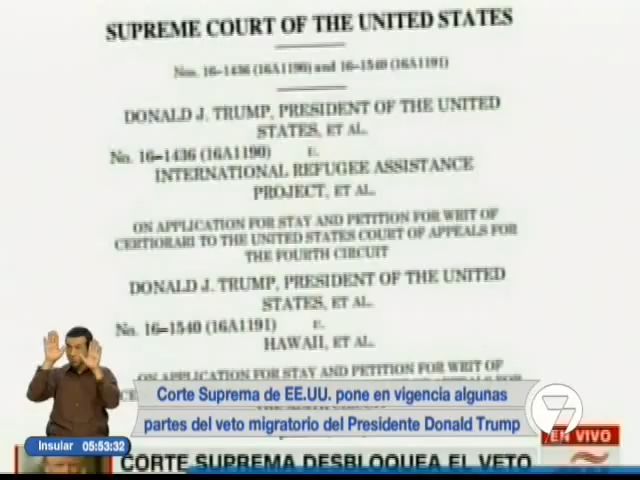 SUPREME COURT OF THE UNITED STATES
Nos. 16–1436 (16A1190) and 16–1540 (16A1191)
DONALD J. TRUMP, PRESIDENT OF THE UNITED
STATES, ET AL.
No. 16–1436 (16A1190) v.
INTERNATIONAL REFUGEE ASSISTANCE
PROJECT, ET AL.
ON APPLICATION FOR STAY AND PETITION FOR WRIT OF
CERTIORARI TO THE UNITED STATES COURT OF APPEALS FOR
THE FOURTH CIRCUIT
DONALD J. TRUMP, PRESIDENT OF THE UNITED
STATES, ET AL.
No. 16–1540 (16A1191) v.
HAWAII, ET AL.
ON APPLICATION FOR STAY AND PETITION FOR WRIT OF
Corte Suprema de EE.UU. pone en vigencia algunas
partes del veto migratorio del Presidente Donald Trump
7
EN VIVO
Insular 05:53:32
CORTE SUPREMA DESBLOQUEA EL VETO